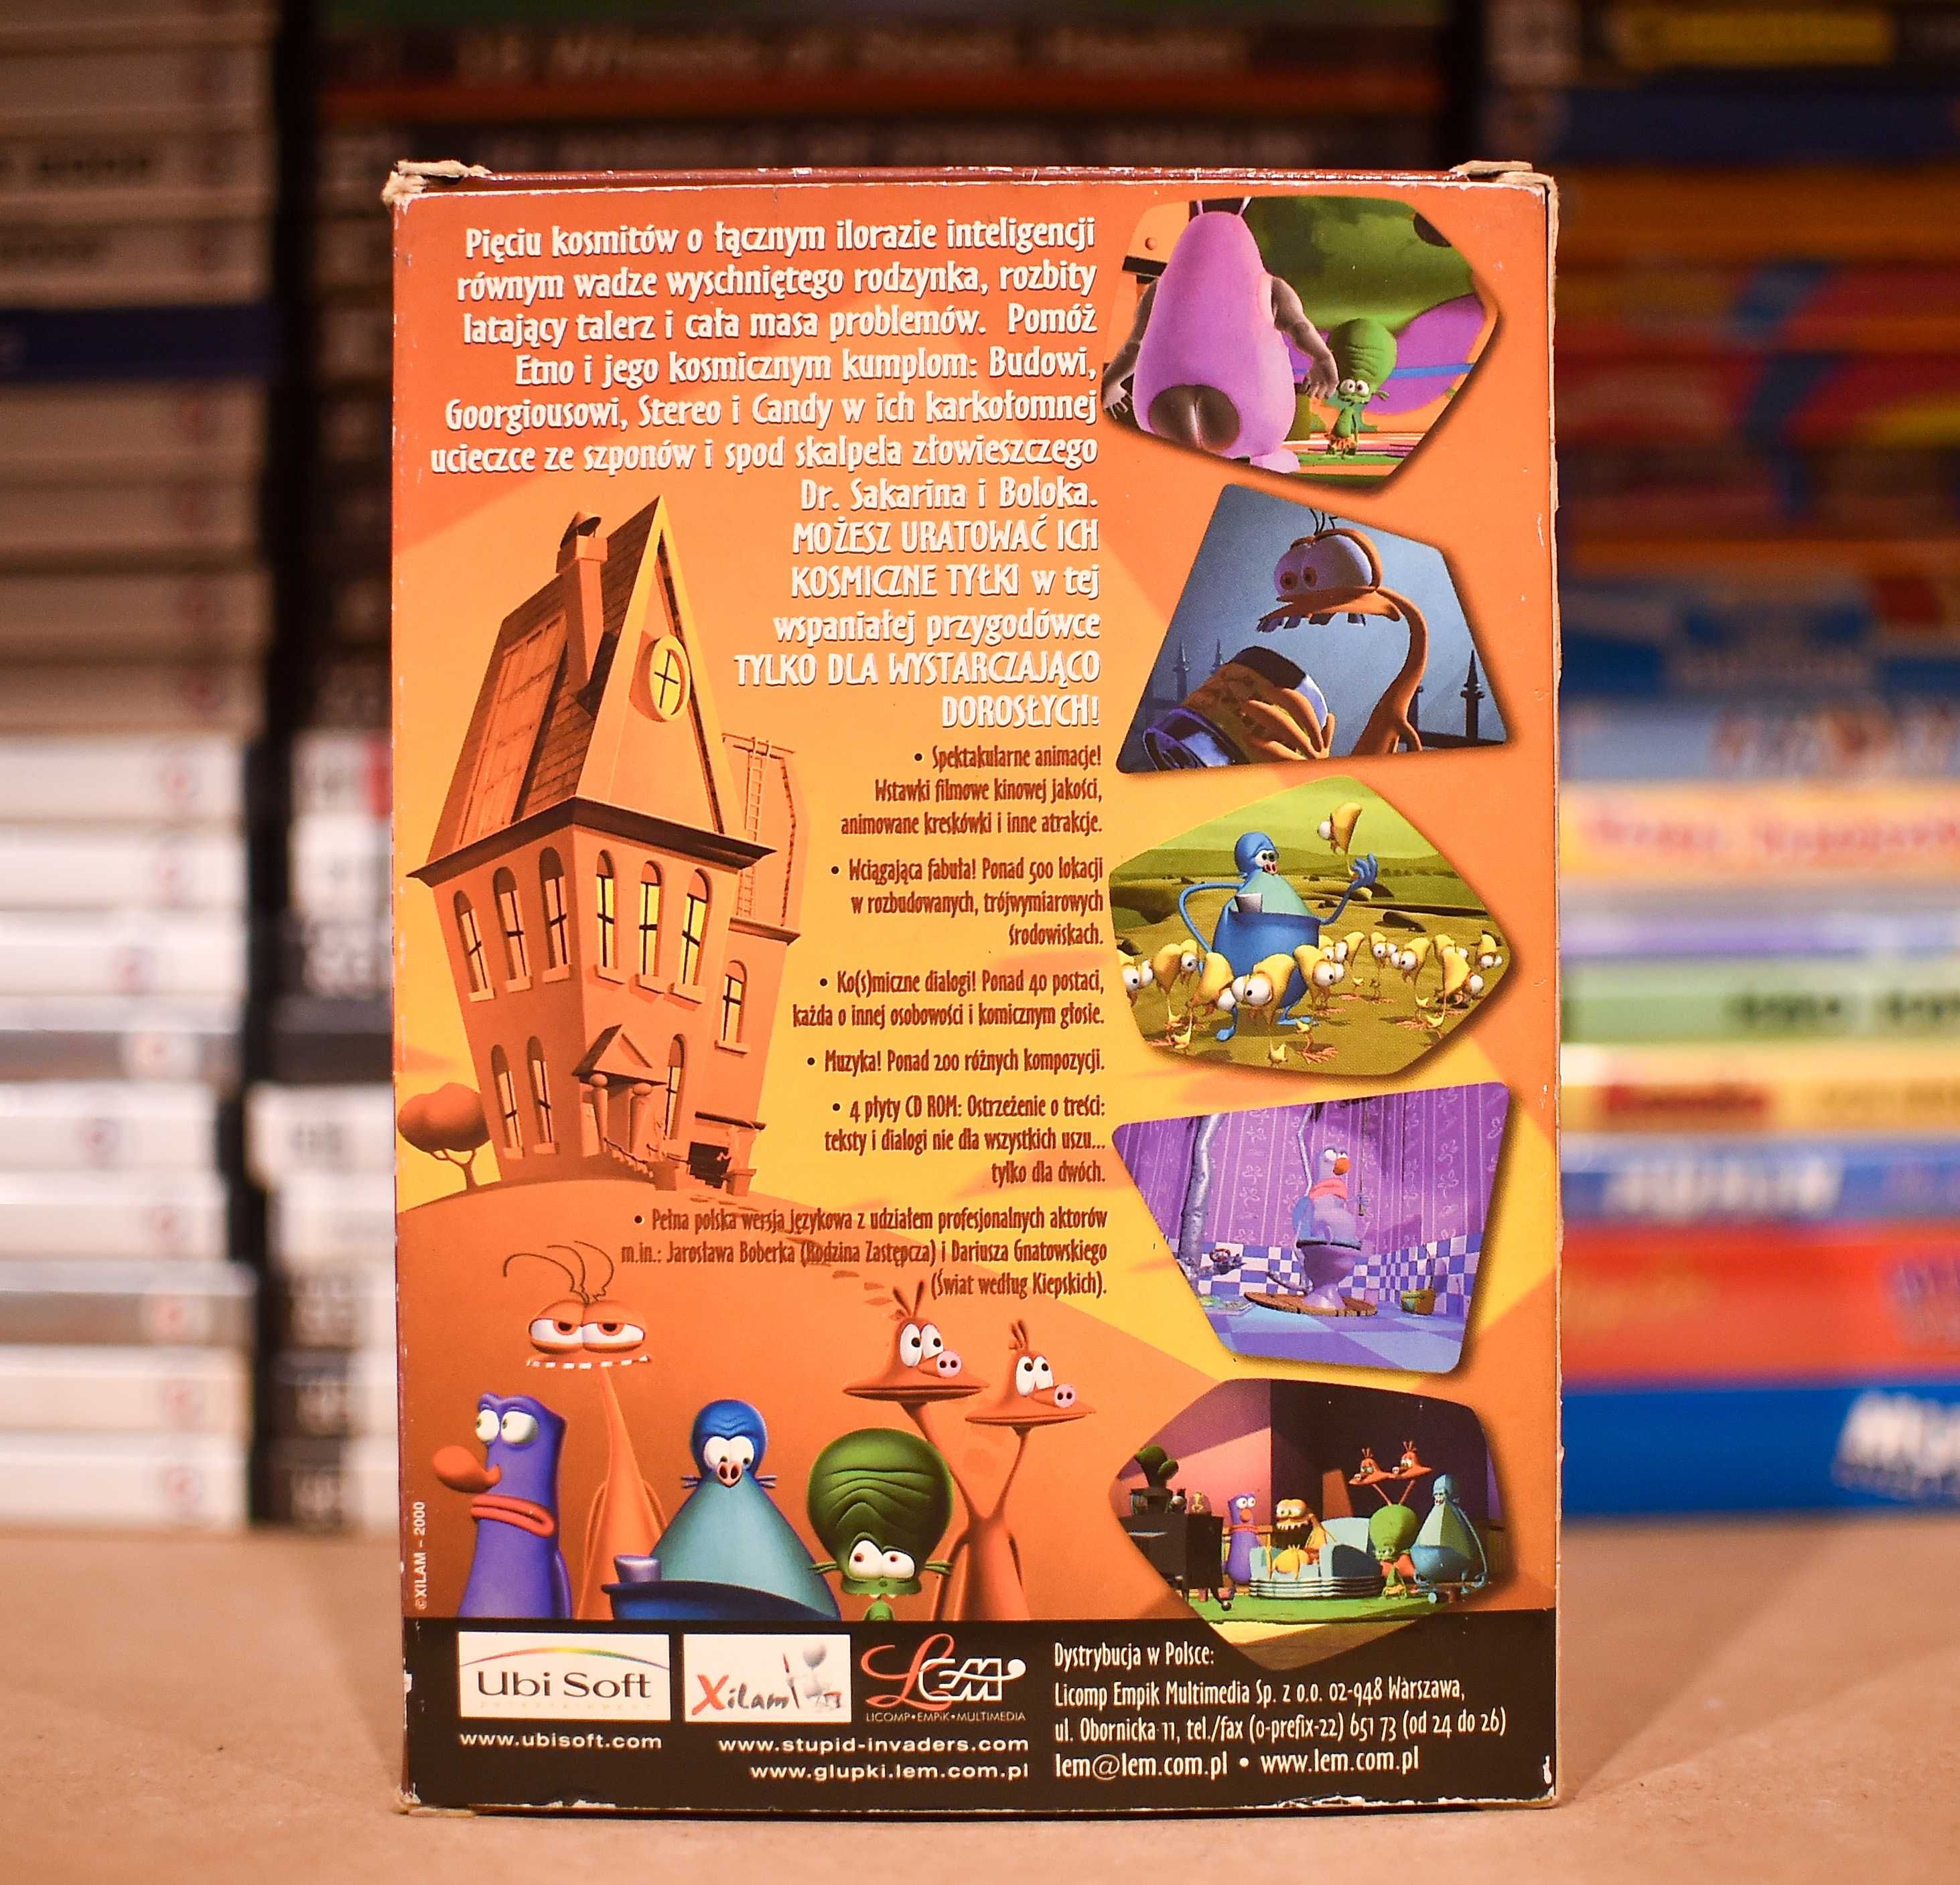 Pięciu kosmitów o łącznym ilorazie inteligencji
równym wadze wyschniętego rodzynka, rozbity
latający talerz i cała masa problemów. Pomóż
Etno i jego kosmicznym kumplom: Budowi,
Goorgiousowi, Stereo i Candy w ich karkołomnej
ucieczce ze szponów i spod skalpela złowieszczego
Dr. Sakarina i Boloka.
MOŻESZ URATOWAĆ ICH
KOSMICZNE TYŁKI w tej
wspaniałej przygodówce
TYLKO DLA WYSTARCZAJĄCO
DOROSŁYCH!
• Spektakularne animacje!
Wstawki filmowe kinowej jakości,
animowane kreskówki i inne atrakcje.
• Wciągająca fabuła! Ponad 500 lokacji
w rozbudowanych, trójwymiarowych
środowiskach.
• Ko(s)miczne dialogi! Ponad 40 postaci,
każda o innej osobowości i komicznym głosie.
• Muzyka! Ponad 200 różnych kompozycji.
• 4 płyty CD ROM: Ostrzeżenie o treści:
teksty i dialogi nie dla wszystkich uszu...
tylko dla dwóch.
• Pełna polska wersja językowa z udziałem profesjonalnych aktorów
m.in.: Jarosława Boberka (Rodzina Zastępcza) i Dariusza Gnatowskiego
(Świat według Kiepskich).
©XILAM – 2000
Ubi Soft
www.ubisoft.com
Xilam
LEM
LICOMP•EMPiK•MULTIMEDIA
www.stupid-invaders.com
www.glupki.lem.com.pl
Dystrybucja w Polsce:
Licomp Empik Multimedia Sp. z o.o. 02-948 Warszawa,
ul. Obornicka 11, tel./fax (0-prefix-22) 651 73 (od 24 do 26)
lem@lem.com.pl • www.lem.com.pl